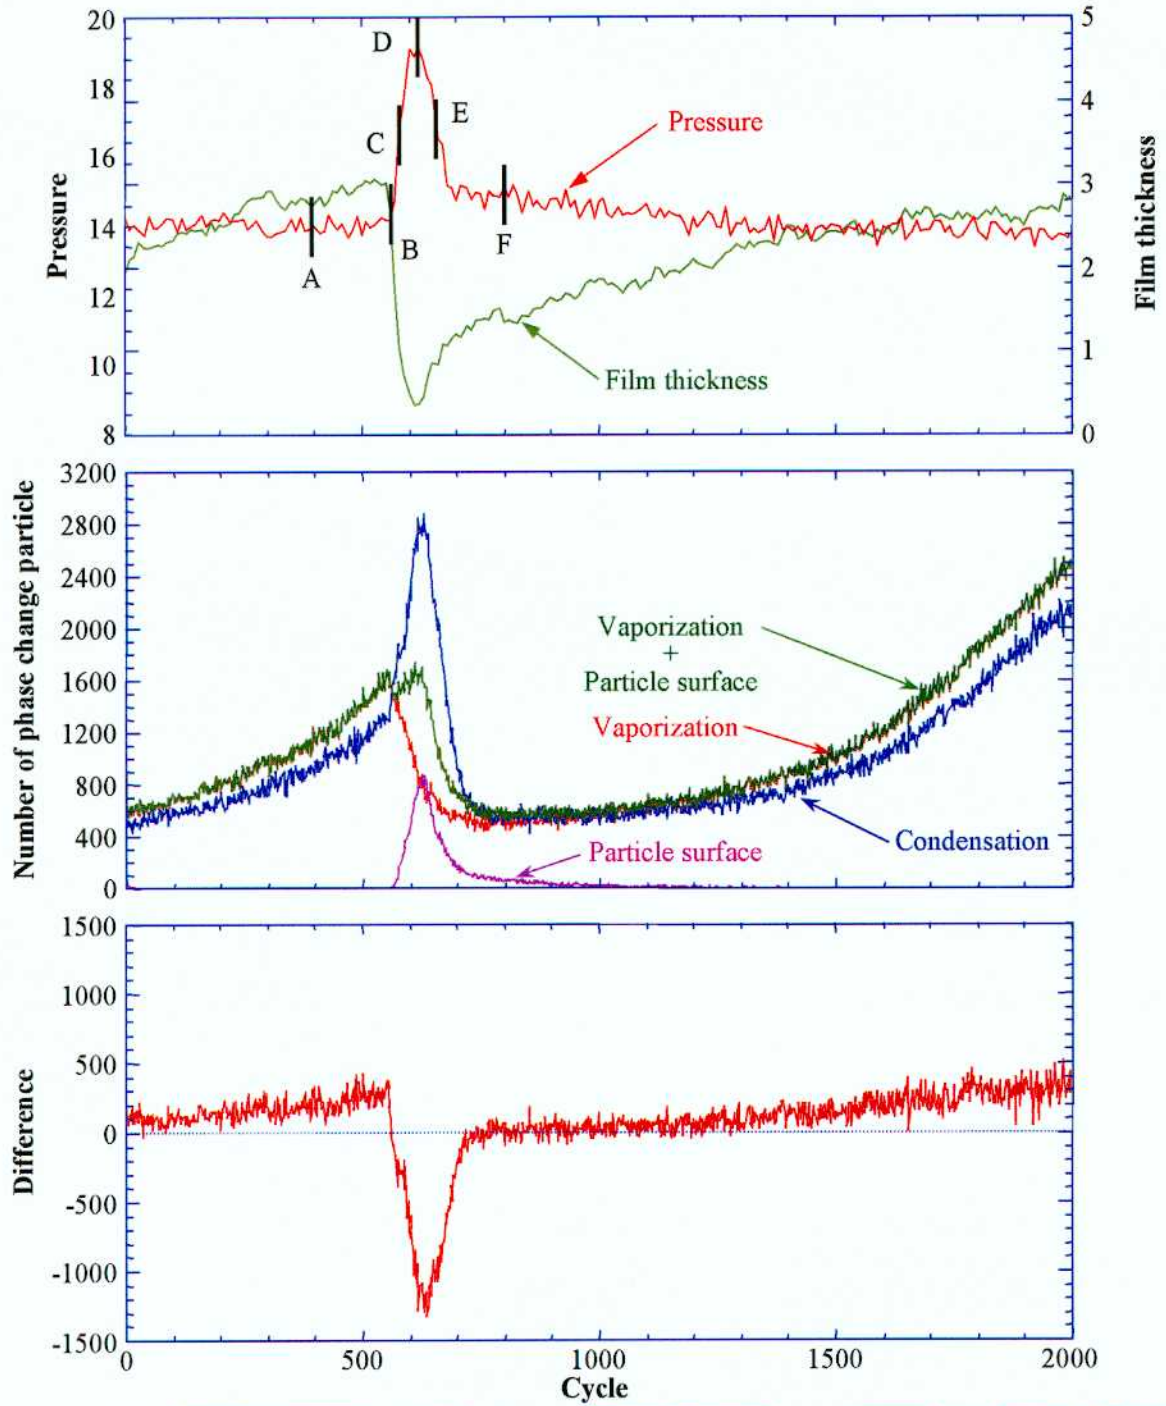 20
18
16
14
12
10
8
Pressure
5
4
3
2
1
0
Film thickness
D
C
E
B
A
F
Pressure
Film thickness
3200
2800
2400
2000
1600
1200
800
400
0
Number of phase change particle
Vaporization
+
Particle surface
Vaporization
Condensation
Particle surface
1500
1000
500
0
-500
-1000
-1500
Difference
0 500 1000 1500 2000
Cycle